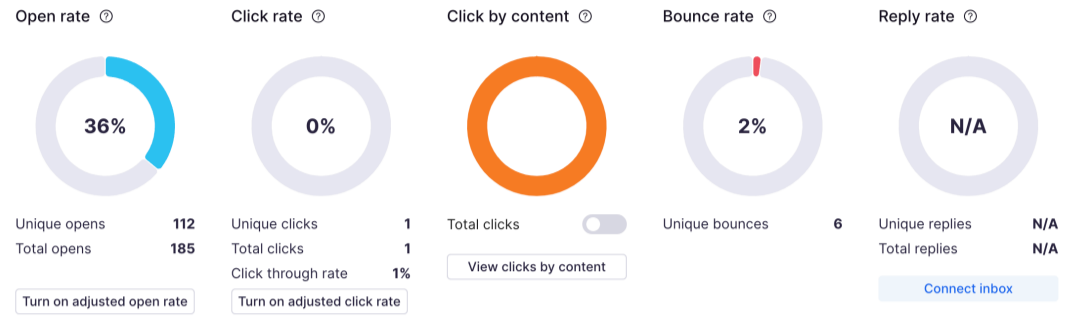 Open rate
36%
Unique opens 112
Total opens 185
Turn on adjusted open rate
Click rate
0%
Unique clicks 1
Total clicks 1
Click through rate 1%
Turn on adjusted click rate
Click by content
Total clicks
View clicks by content
Bounce rate
2%
Unique bounces 6
Reply rate
N/A
Unique replies N/A
Total replies N/A
Connect inbox